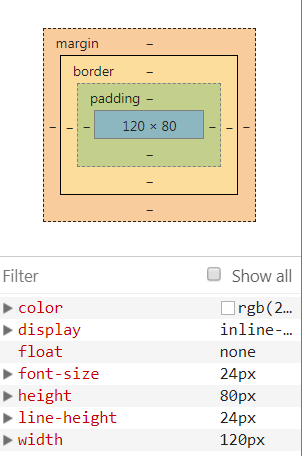 margin –
border –
padding –
– – – 120 × 80 – – –
–
–
–
Filter Show all
color rgb(2…
display inline-…
float none
font-size 24px
height 80px
line-height 24px
width 120px